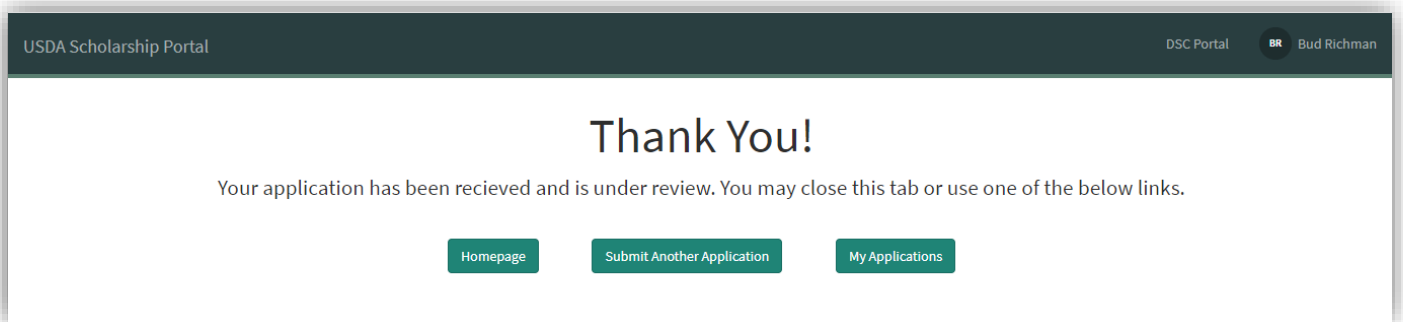 USDA Scholarship Portal DSC Portal BR Bud Richman
Thank You!
Your application has been recieved and is under review. You may close this tab or use one of the below links.
Homepage Submit Another Application My Applications